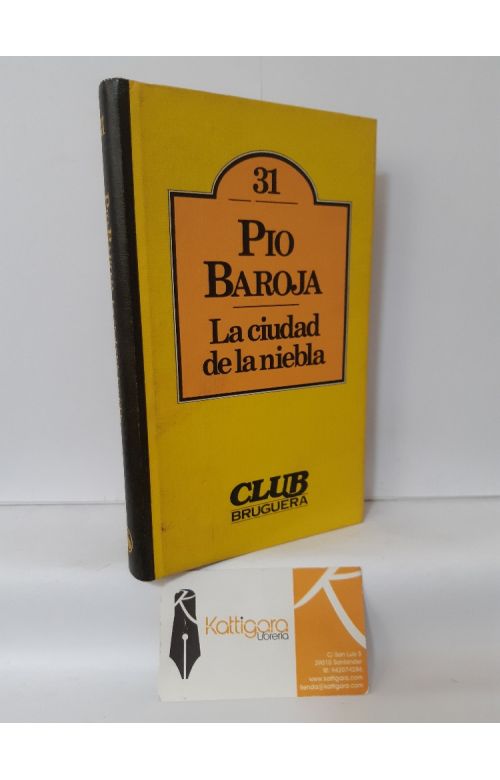 31
PIO
BAROJA
La ciudad
de la niebla
CLUB
BRUGUERA
Kattigara
Librería
C/ San Luis 5
39010 Santander
www.kattigara.com
tienda@kattigara.com